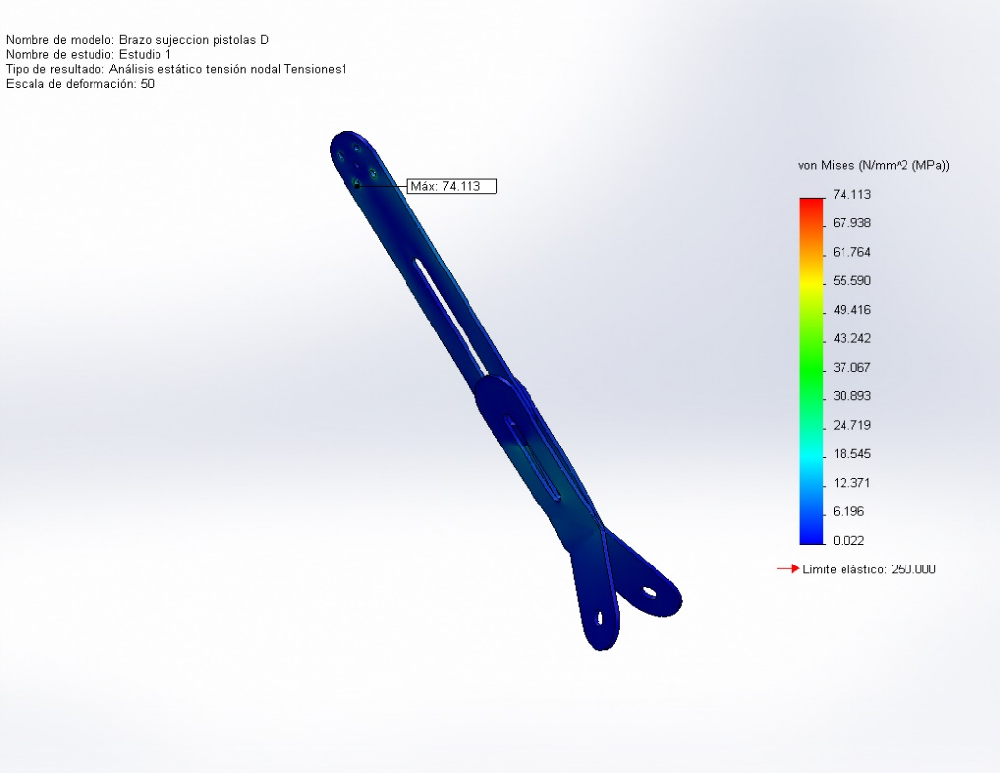 Nombre de modelo: Brazo sujeccion pistolas D
Nombre de estudio: Estudio 1
Tipo de resultado: Análisis estático tensión nodal Tensiones1
Escala de deformación: 50
von Mises (N/mm^2 (MPa))
Máx: 74.113
74.113
67.938
61.764
55.590
49.416
43.242
37.067
30.893
24.719
18.545
12.371
6.196
0.022
Límite elástico: 250.000